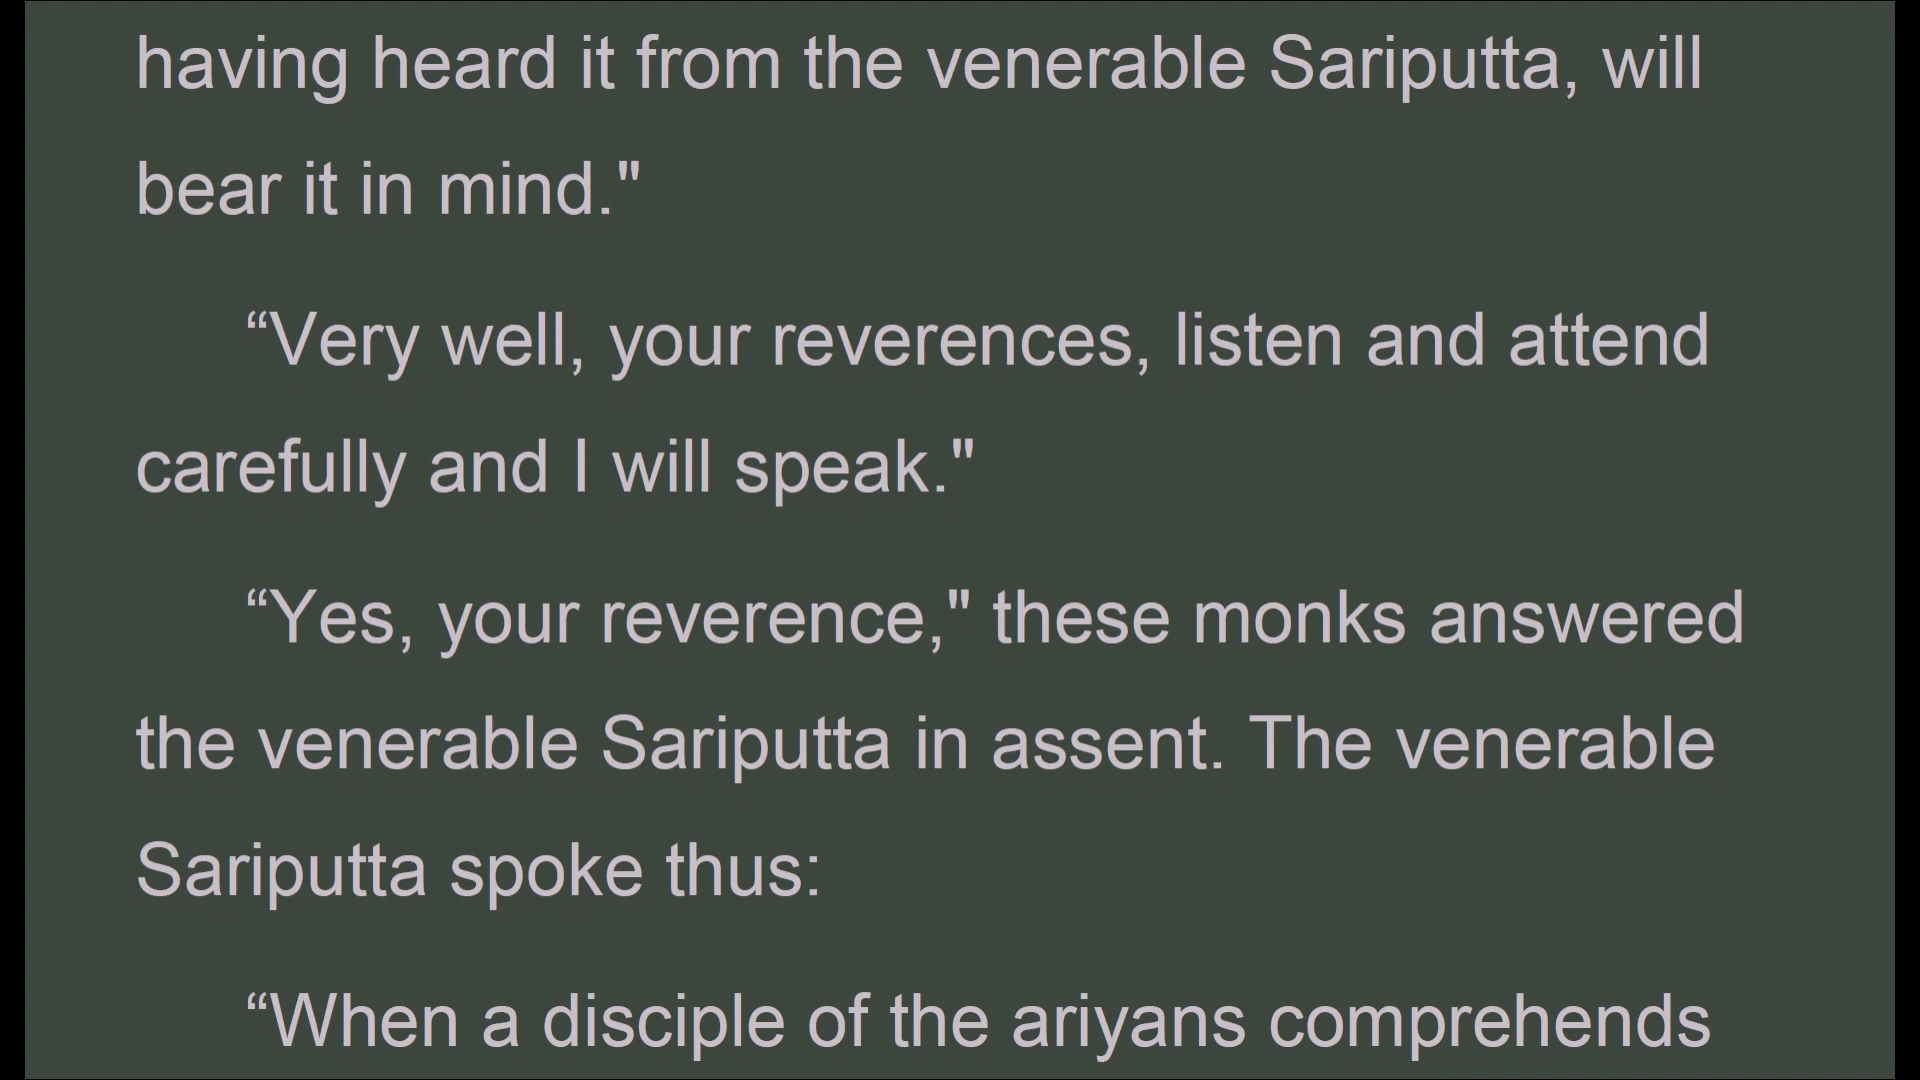 having heard it from the venerable Sariputta, will
bear it in mind."
“Very well, your reverences, listen and attend
carefully and I will speak."
“Yes, your reverence," these monks answered
the venerable Sariputta in assent. The venerable
Sariputta spoke thus:
“When a disciple of the ariyans comprehends